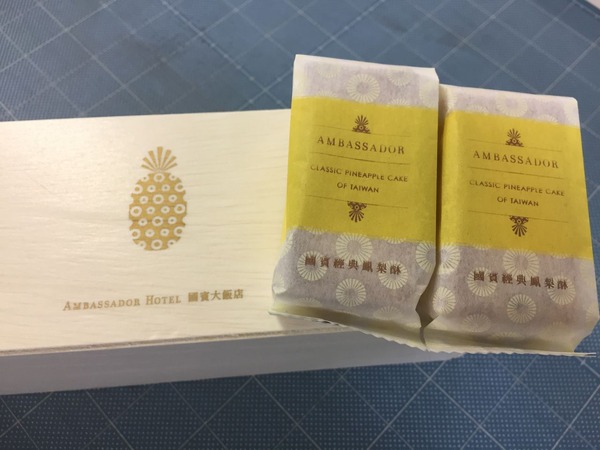 AMBASSADOR HOTEL 國賓大飯店
AMBASSADOR
CLASSIC PINEAPPLE CAKE
OF TAIWAN
國賓經典鳳梨酥
AMBASSADOR
CLASSIC PINEAPPLE CAKE
OF TAIWAN
國賓經典鳳梨酥